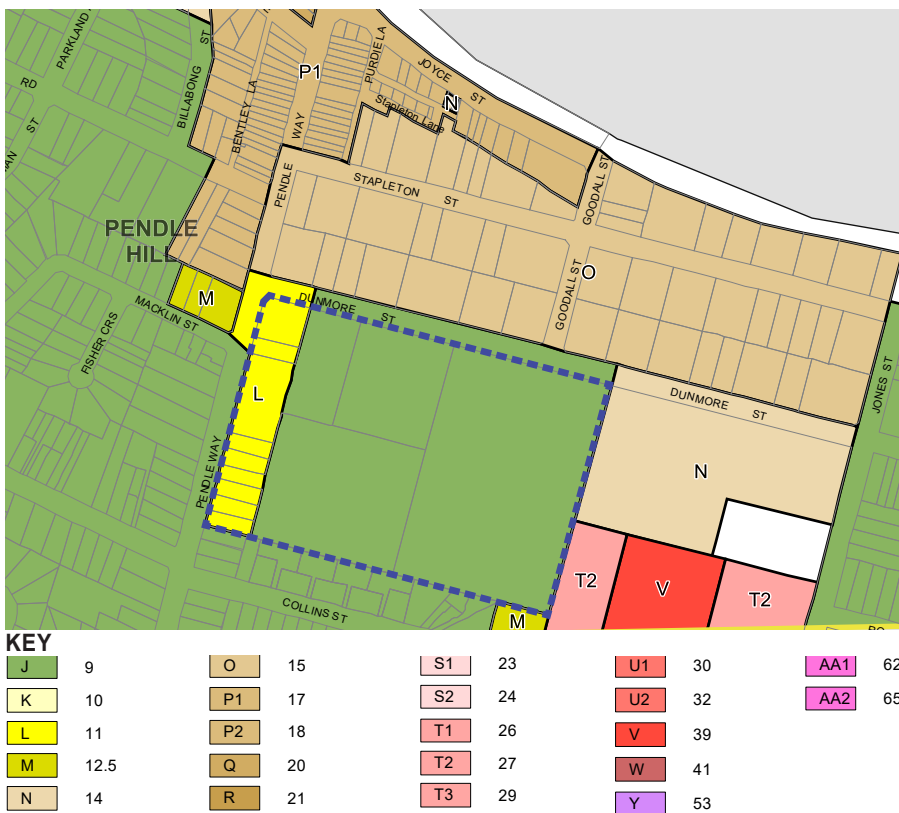 PARKLAND
ST
RD
ST
BILLABONG
BENTLEY LA
P1
WAY
PURDIE LA
JOYCE
ST
N
Stapleton Lane
PENDLE
STAPLETON
ST
GOODALL ST
PENDLE
HILL
O
GOODALL ST
M
MACKLIN ST
DUNMORE
ST
FISHER CRS
L
JONES ST
DUNMORE
ST
N
PENDLE WAY
T2
V
T2
COLLINS ST
M
KEY
J 9
K 10
L 11
M 12.5
N 14
O 15
P1 17
P2 18
Q 20
R 21
S1 23
S2 24
T1 26
T2 27
T3 29
U1 30
U2 32
V 39
W 41
Y 53
AA1 62
AA2 65